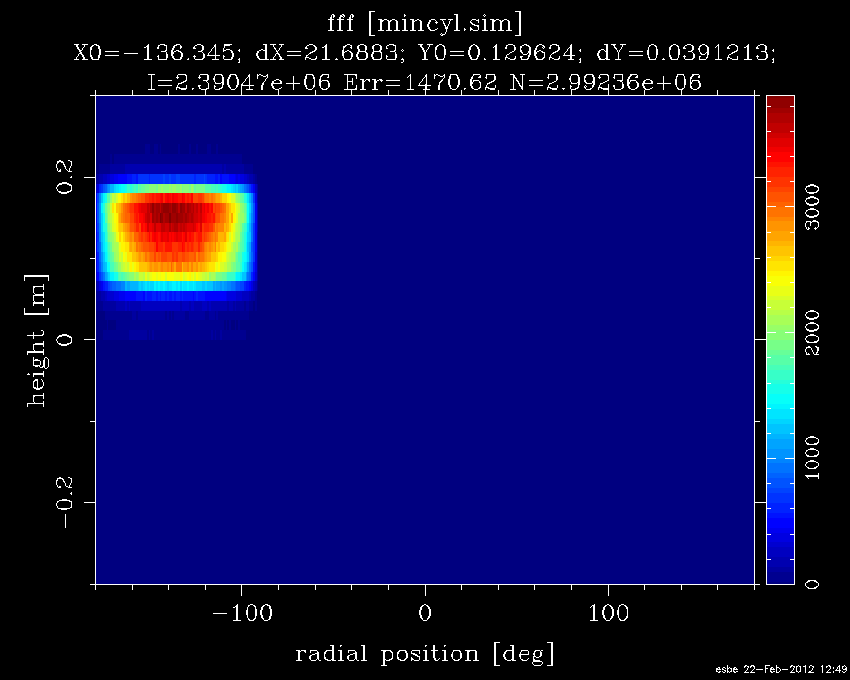 fff [mincyl.sim]
X0=−136.345; dX=21.6883; Y0=0.129624; dY=0.0391213;
I=2.39047e+06 Err=1470.62 N=2.99236e+06
0.2
0
−0.2
height [m]
−100 0 100
radial position [deg]
3000
2000
1000
0
esbe 22-Feb-2012 12:49